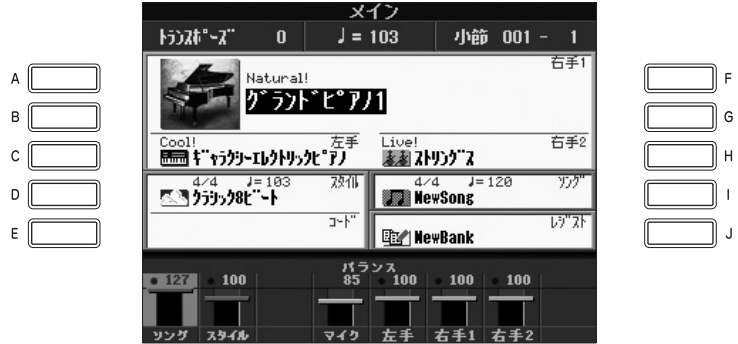 メイン
トランスポーズ 0 ♩= 103 小節 001 - 1
右手1
A F
Natural!
グランドピアノ1
B G
Cool! 左手 Live! 右手2
C ギャラクシーエレクトリックピアノ ストリングス H
4/4 ♩= 103 スタイル 4/4 ♩= 120 ソング
D クラシック8ビート NewSong I
コード レジスト
E NewBank J
バランス
127 100 85 100 100 100
ソング スタイル マイク 左手 右手1 右手2